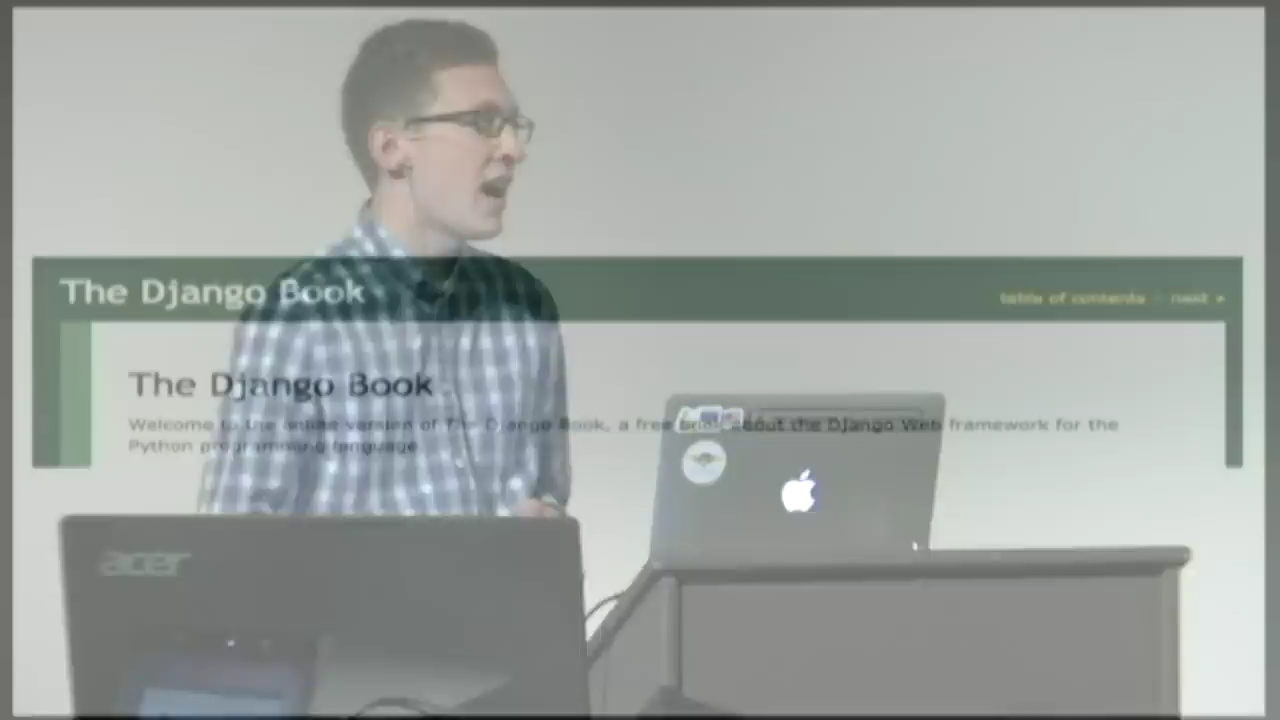 The Django Book
table of contents · next »
The Django Book
Welcome to the online version of The Django Book, a free book about the Django Web framework for the
Python programming language.
acer